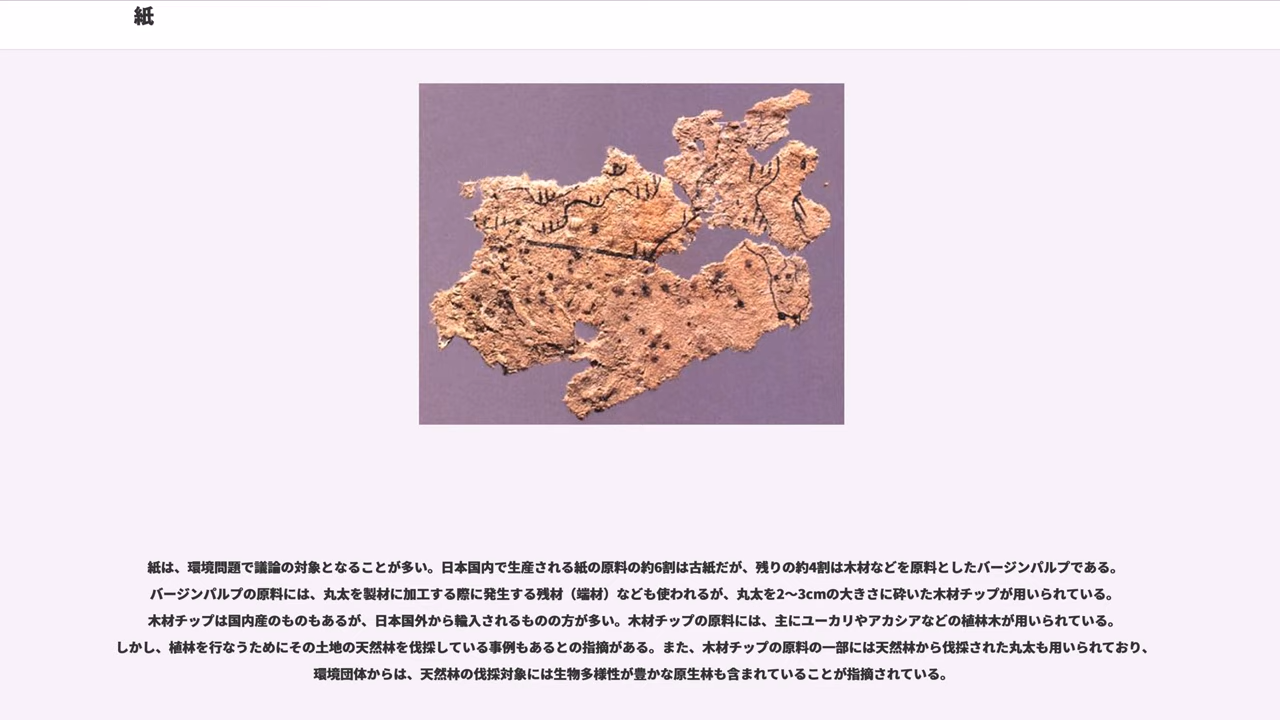 紙
紙は、環境問題で議論の対象となることが多い。日本国内で生産される紙の原料の約6割は古紙だが、残りの約4割は木材などを原料としたバージンパルプである。
バージンパルプの原料には、丸太を製材に加工する際に発生する残材（端材）なども使われるが、丸太を2〜3cmの大きさに砕いた木材チップが用いられている。
木材チップは国内産のものもあるが、日本国外から輸入されるものの方が多い。木材チップの原料には、主にユーカリやアカシアなどの植林木が用いられている。
しかし、植林を行なうためにその土地の天然林を伐採している事例もあるとの指摘がある。また、木材チップの原料の一部には天然林から伐採された丸太も用いられており、
環境団体からは、天然林の伐採対象には生物多様性が豊かな原生林も含まれていることが指摘されている。